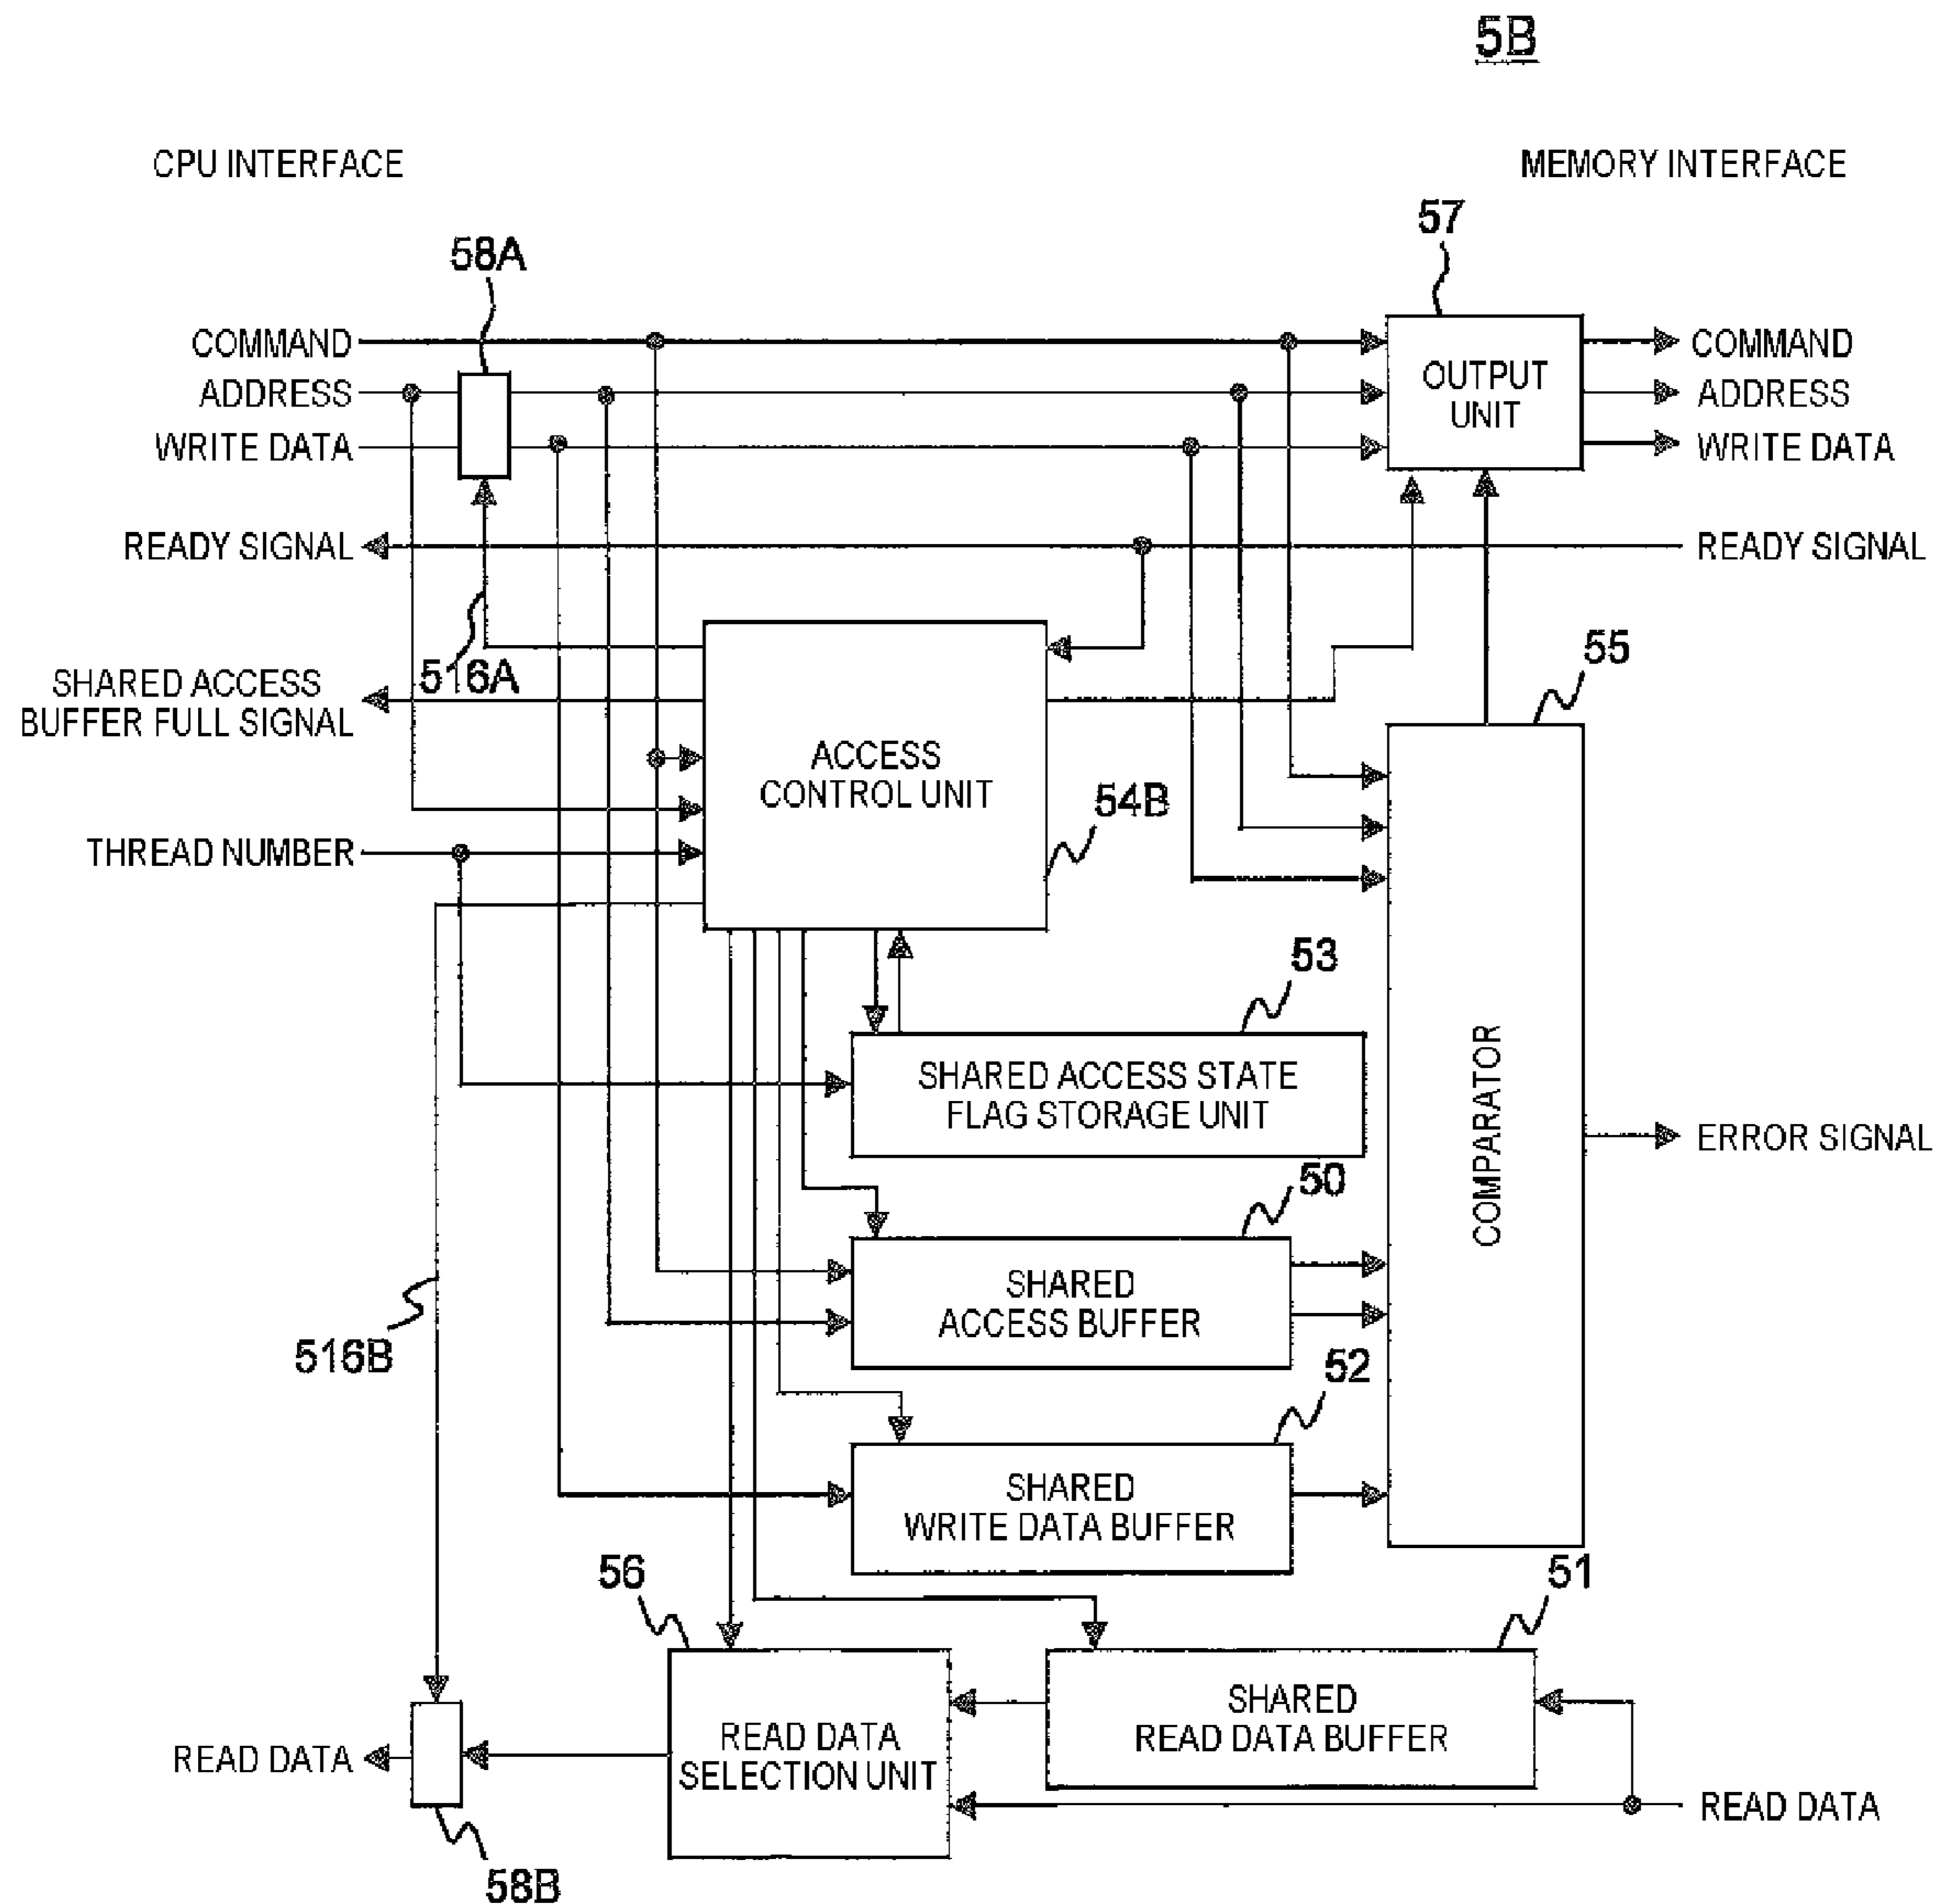 5B
CPU INTERFACE
MEMORY INTERFACE
57
58A
COMMAND
ADDRESS
WRITE DATA
OUTPUT
UNIT
COMMAND
ADDRESS
WRITE DATA
READY SIGNAL
READY SIGNAL
516A
SHARED ACCESS
BUFFER FULL SIGNAL
ACCESS
CONTROL UNIT
54B
55
THREAD NUMBER
53
SHARED ACCESS STATE
FLAG STORAGE UNIT
COMPARATOR
ERROR SIGNAL
50
SHARED
ACCESS BUFFER
516B
52
SHARED
WRITE DATA BUFFER
56
51
READ DATA
SELECTION UNIT
SHARED
READ DATA BUFFER
READ DATA
READ DATA
58B